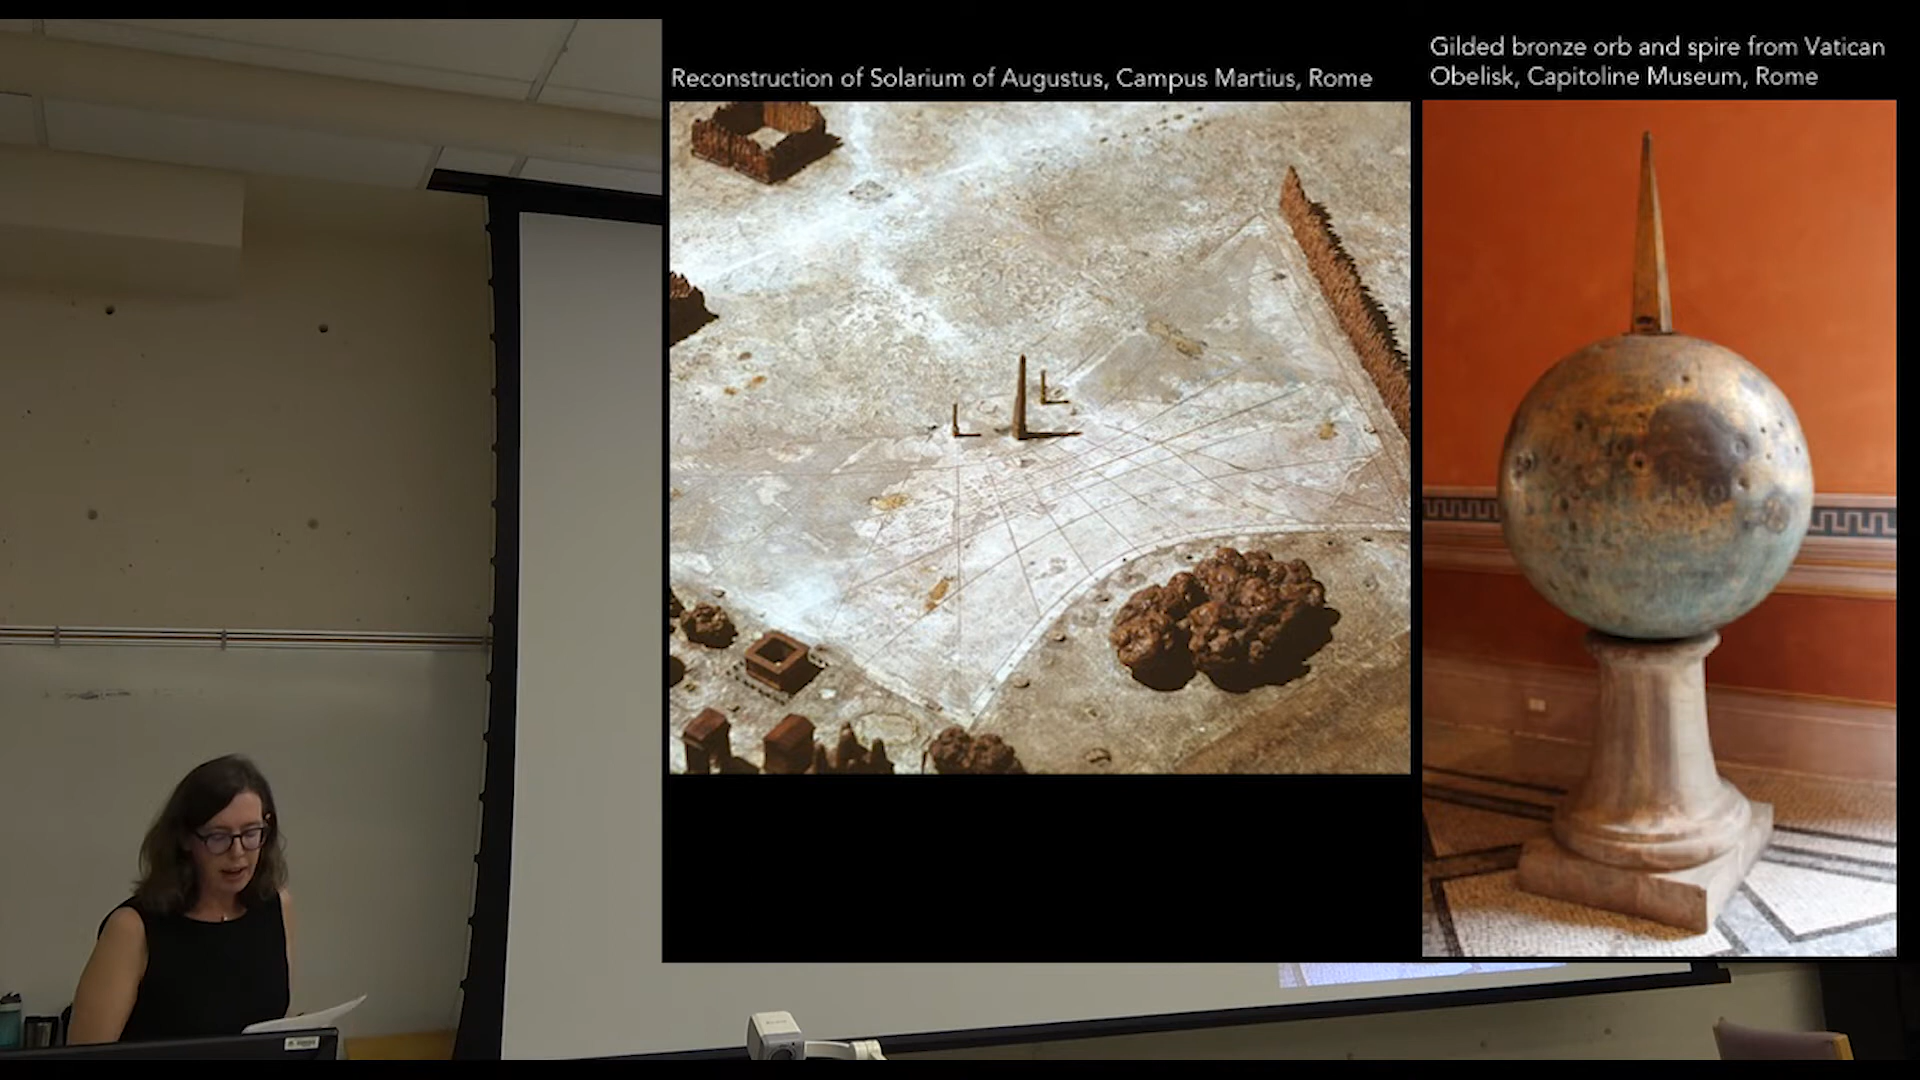 Reconstruction of Solarium of Augustus, Campus Martius, Rome
Gilded bronze orb and spire from Vatican
Obelisk, Capitoline Museum, Rome